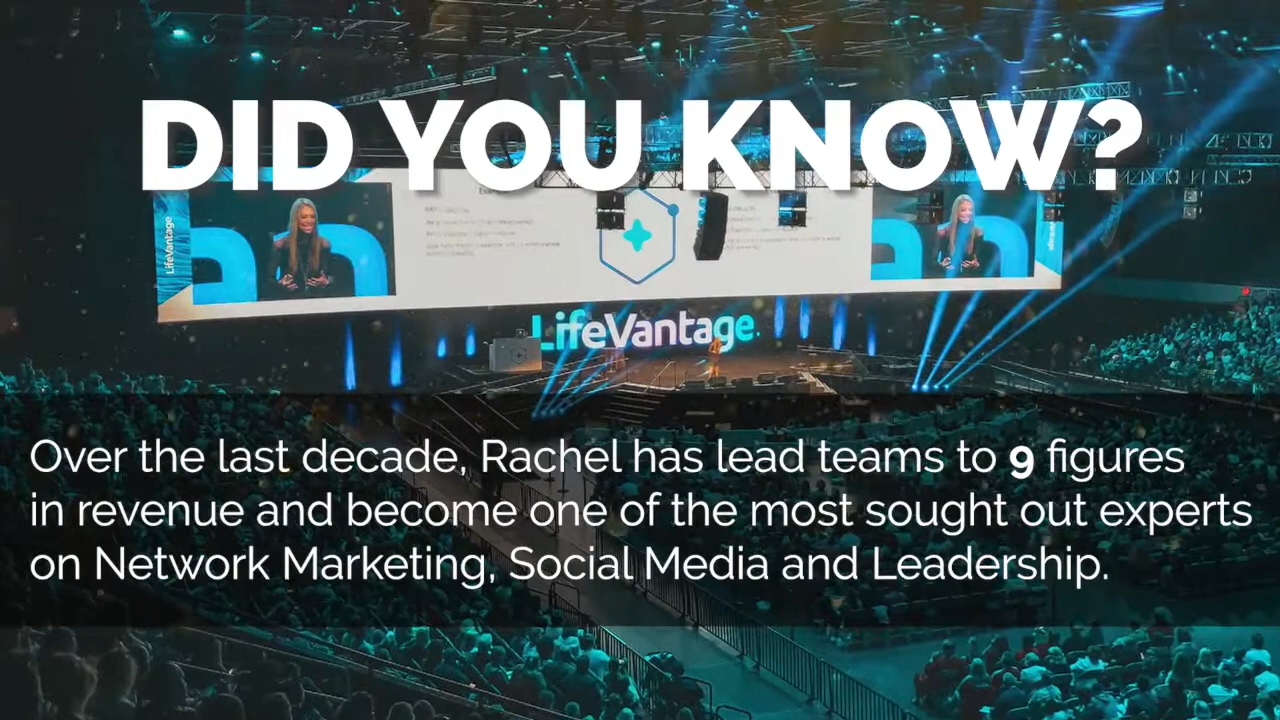 DID YOU KNOW?
LifeVantage
LifeVantage
Over the last decade, Rachel has lead teams to 9 figures
in revenue and become one of the most sought out experts
on Network Marketing, Social Media and Leadership.